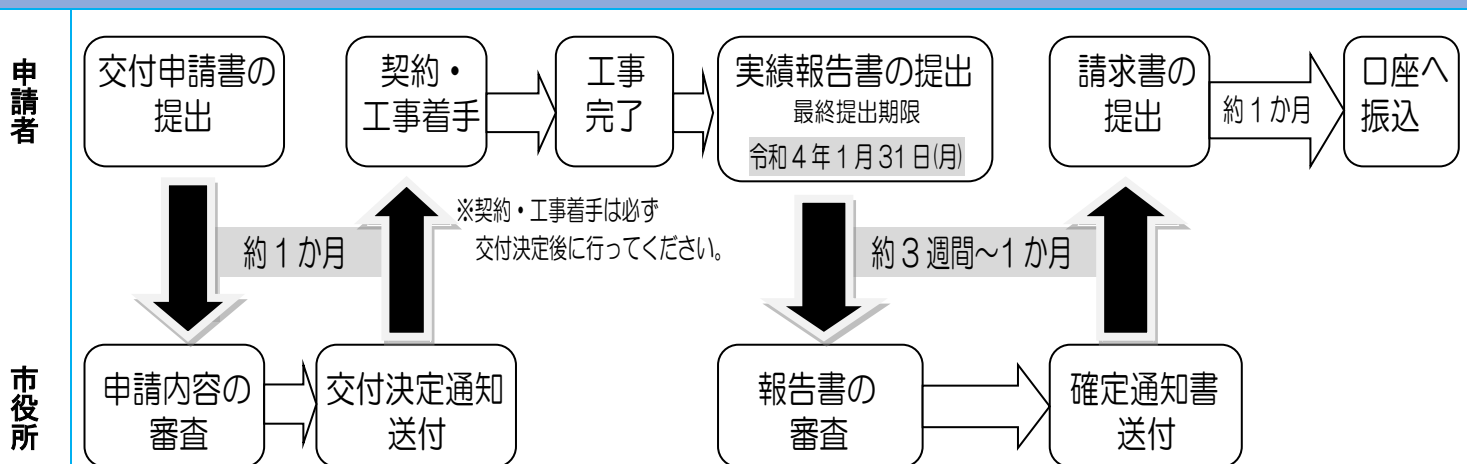 申請者
交付申請書の
提出
契約・
工事着手
工事
完了
実績報告書の提出
最終提出期限
令和4年1月31日(月)
請求書の
提出
約1か月
口座へ
振込
約1か月
※契約・工事着手は必ず
交付決定後に行ってください。
約3週間～1か月
市役所
申請内容の
審査
交付決定通知
送付
報告書の
審査
確定通知書
送付